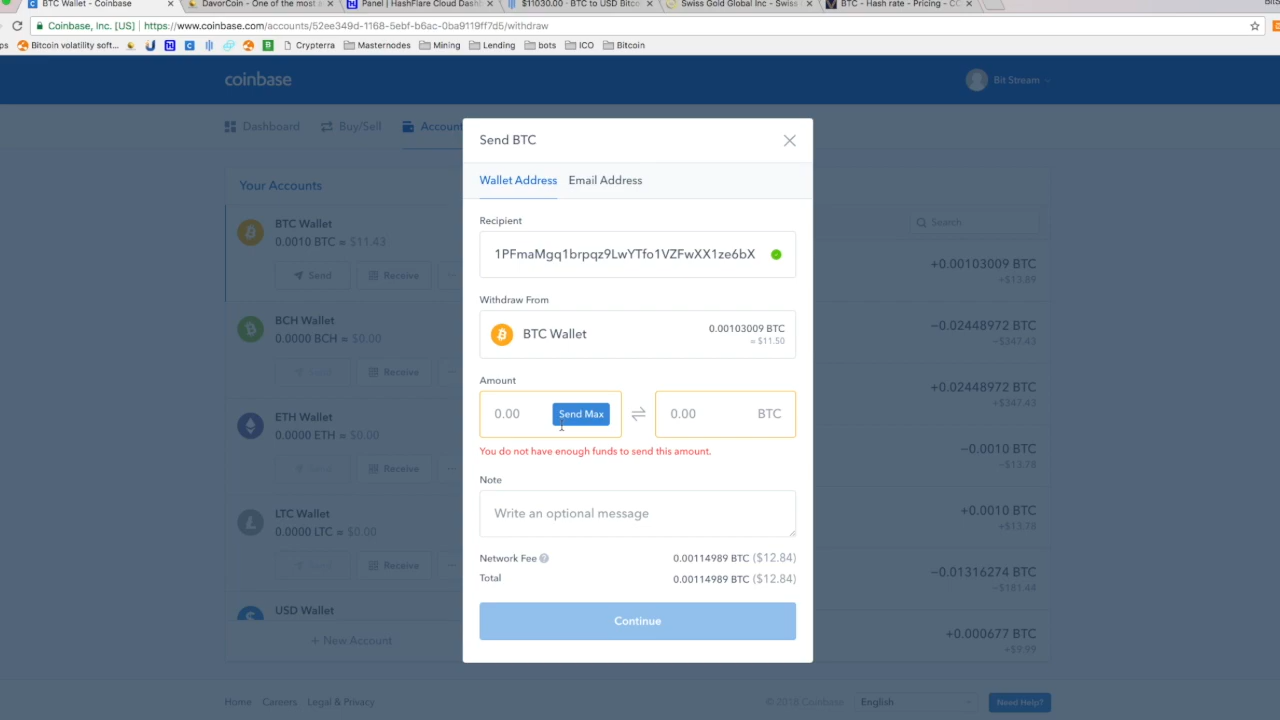 BTC Wallet - Coinbase
DavorCoin - One of the most a
Panel | HashFlare Cloud Dash
$11030.00 - BTC to USD Bitco
Swiss Gold Global Inc - Swiss
BTC - Hash rate - Pricing - CC
Coinbase, Inc. [US] | https://www.coinbase.com/accounts/52ee349d-1168-5ebf-b6ac-0ba9119ff7d5/withdraw
Bitcoin volatility soft...
Crypterra
Masternodes
Mining
Lending
bots
ICO
Bitcoin
coinbase
Bit Stream
Dashboard
Buy/Sell
Account
Send BTC
Wallet Address Email Address
Your Accounts
BTC Wallet
0.0010 BTC ≈ $11.43
Send
Receive
BCH Wallet
0.0000 BCH ≈ $0.00
Send
Receive
ETH Wallet
0.0000 ETH ≈ $0.00
Send
Receive
LTC Wallet
0.0000 LTC ≈ $0.00
Send
Receive
USD Wallet
+ New Account
Recipient
1PFmaMgq1brpqz9LwYTfo1VZFwXX1ze6bX
Withdraw From
BTC Wallet
0.00103009 BTC
≈ $11.50
Amount
0.00
Send Max
0.00
BTC
You do not have enough funds to send this amount.
Note
Write an optional message
Network Fee 0.00114989 BTC ($12.84)
Total 0.00114989 BTC ($12.84)
Continue
Search
+0.00103009 BTC
+$13.89
−0.02448972 BTC
−$347.43
+0.02448972 BTC
+$347.43
−0.0010 BTC
−$13.78
+0.0010 BTC
+$13.78
−0.01316274 BTC
−$181.44
+0.000677 BTC
+$9.99
Home Careers Legal & Privacy
© 2018 Coinbase
English
Need Help?